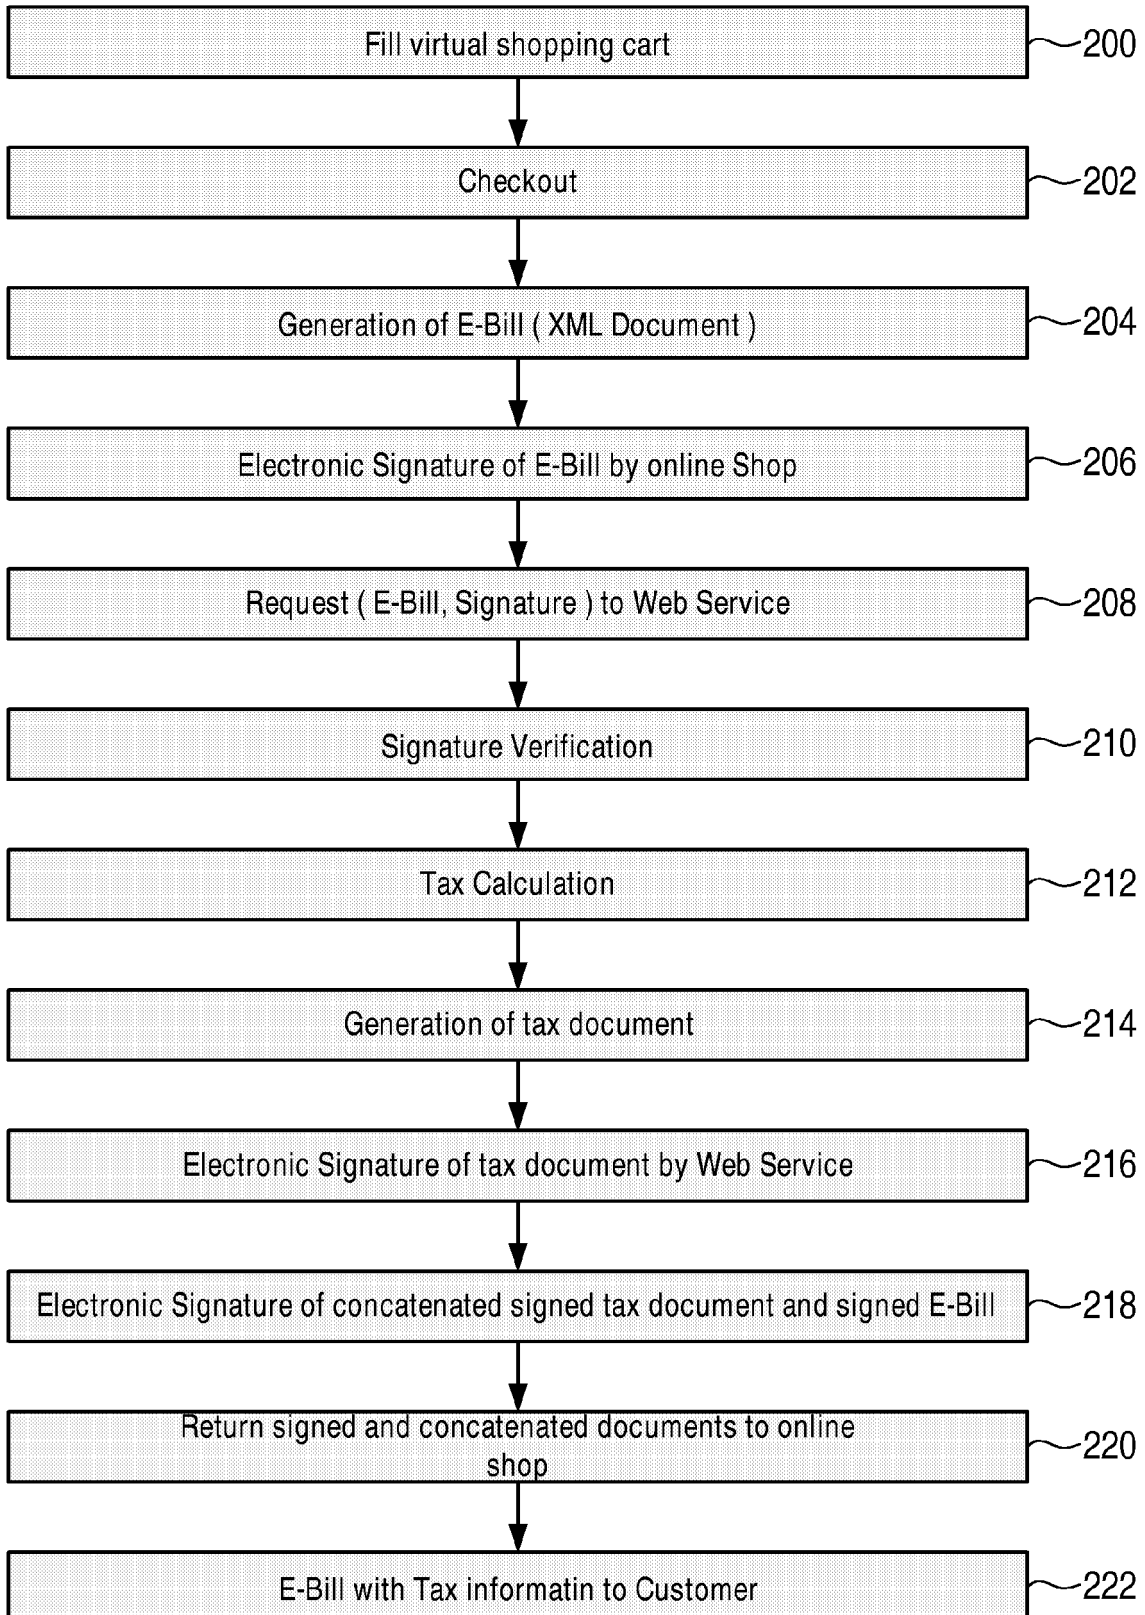 Fill virtual shopping cart 200
Checkout 202
Generation of E-Bill ( XML Document ) 204
Electronic Signature of E-Bill by online Shop 206
Request ( E-Bill, Signature ) to Web Service 208
Signature Verification 210
Tax Calculation 212
Generation of tax document 214
Electronic Signature of tax document by Web Service 216
Electronic Signature of concatenated signed tax document and signed E-Bill 218
Return signed and concatenated documents to online
shop 220
E-Bill with Tax informatin to Customer 222